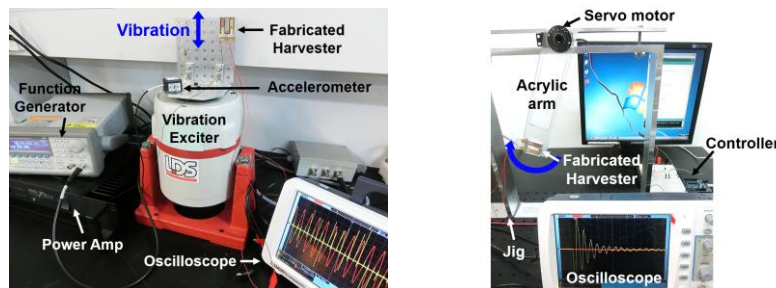 Vibration
Fabricated
Harvester
Accelerometer
Function
Generator
Vibration
Exciter
LDS
Power Amp
Oscilloscope
Servo motor
Acrylic
arm
Controller
Fabricated
Harvester
Jig
Oscilloscope